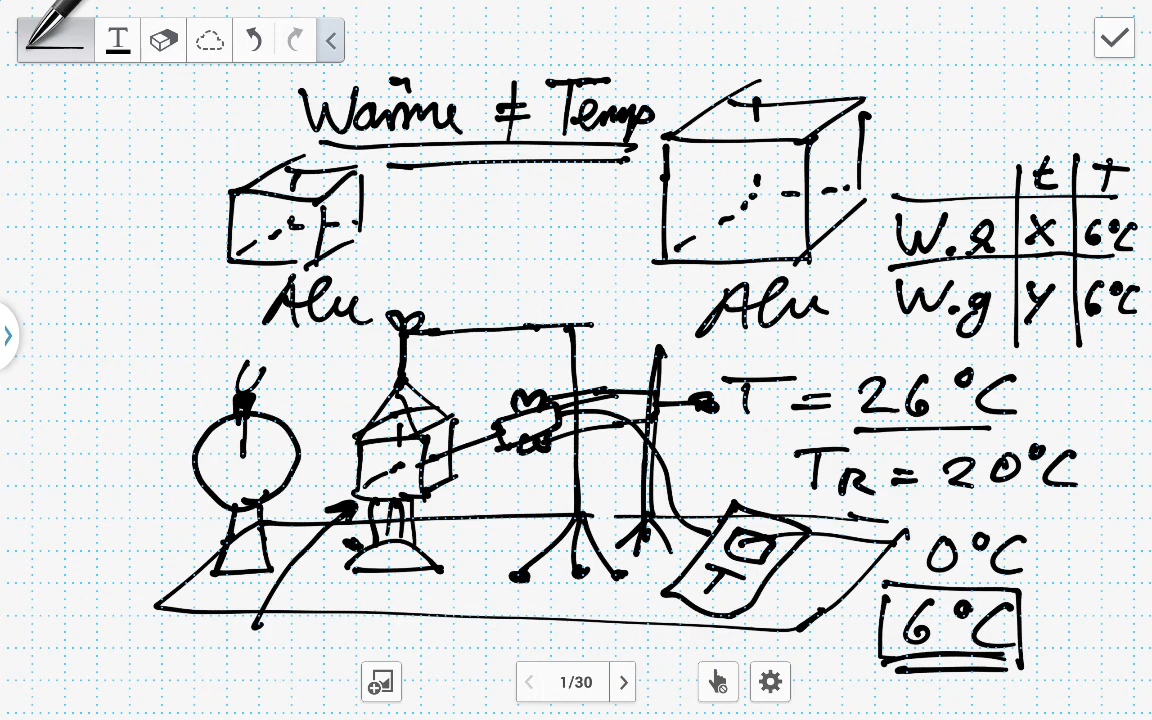 T
Wärme ≠ Temp
T
T
t T
W.k X 6°C
W.g Y 6°C
Alu
Alu
T
T = 26°C
TR = 20°C
0°C
T
6°C
1/30